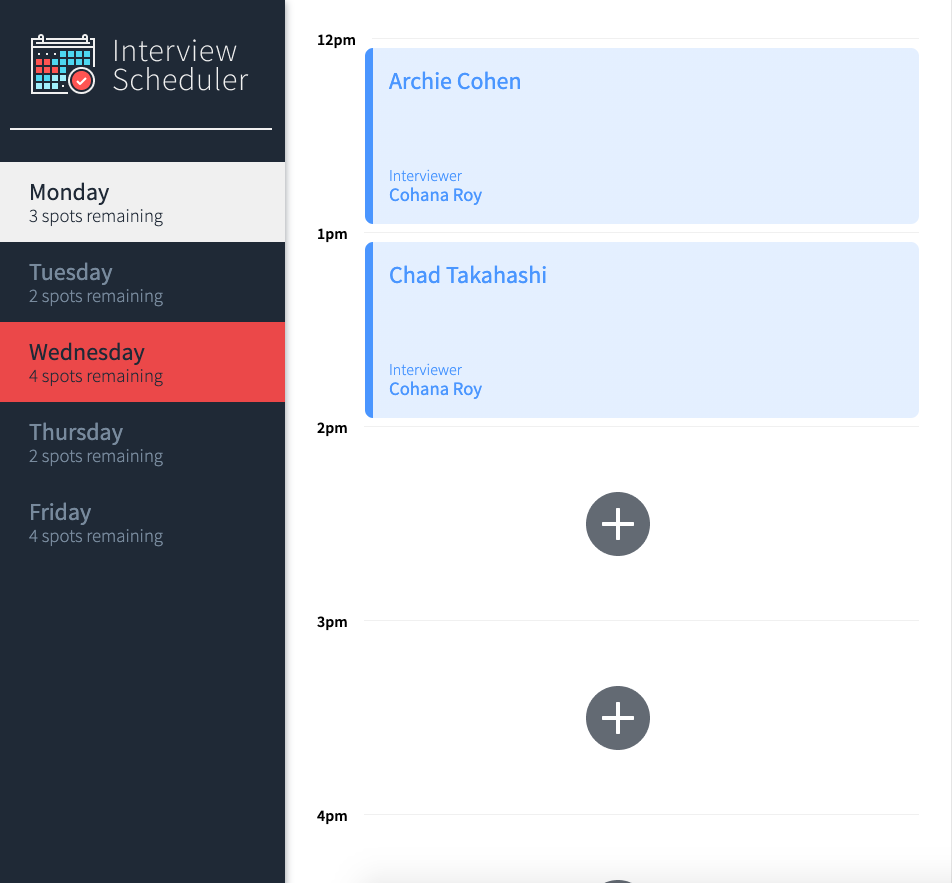 Interview
Scheduler
Monday
3 spots remaining
Tuesday
2 spots remaining
Wednesday
4 spots remaining
Thursday
2 spots remaining
Friday
4 spots remaining
12pm
Archie Cohen
Interviewer
Cohana Roy
1pm
Chad Takahashi
Interviewer
Cohana Roy
2pm
3pm
4pm